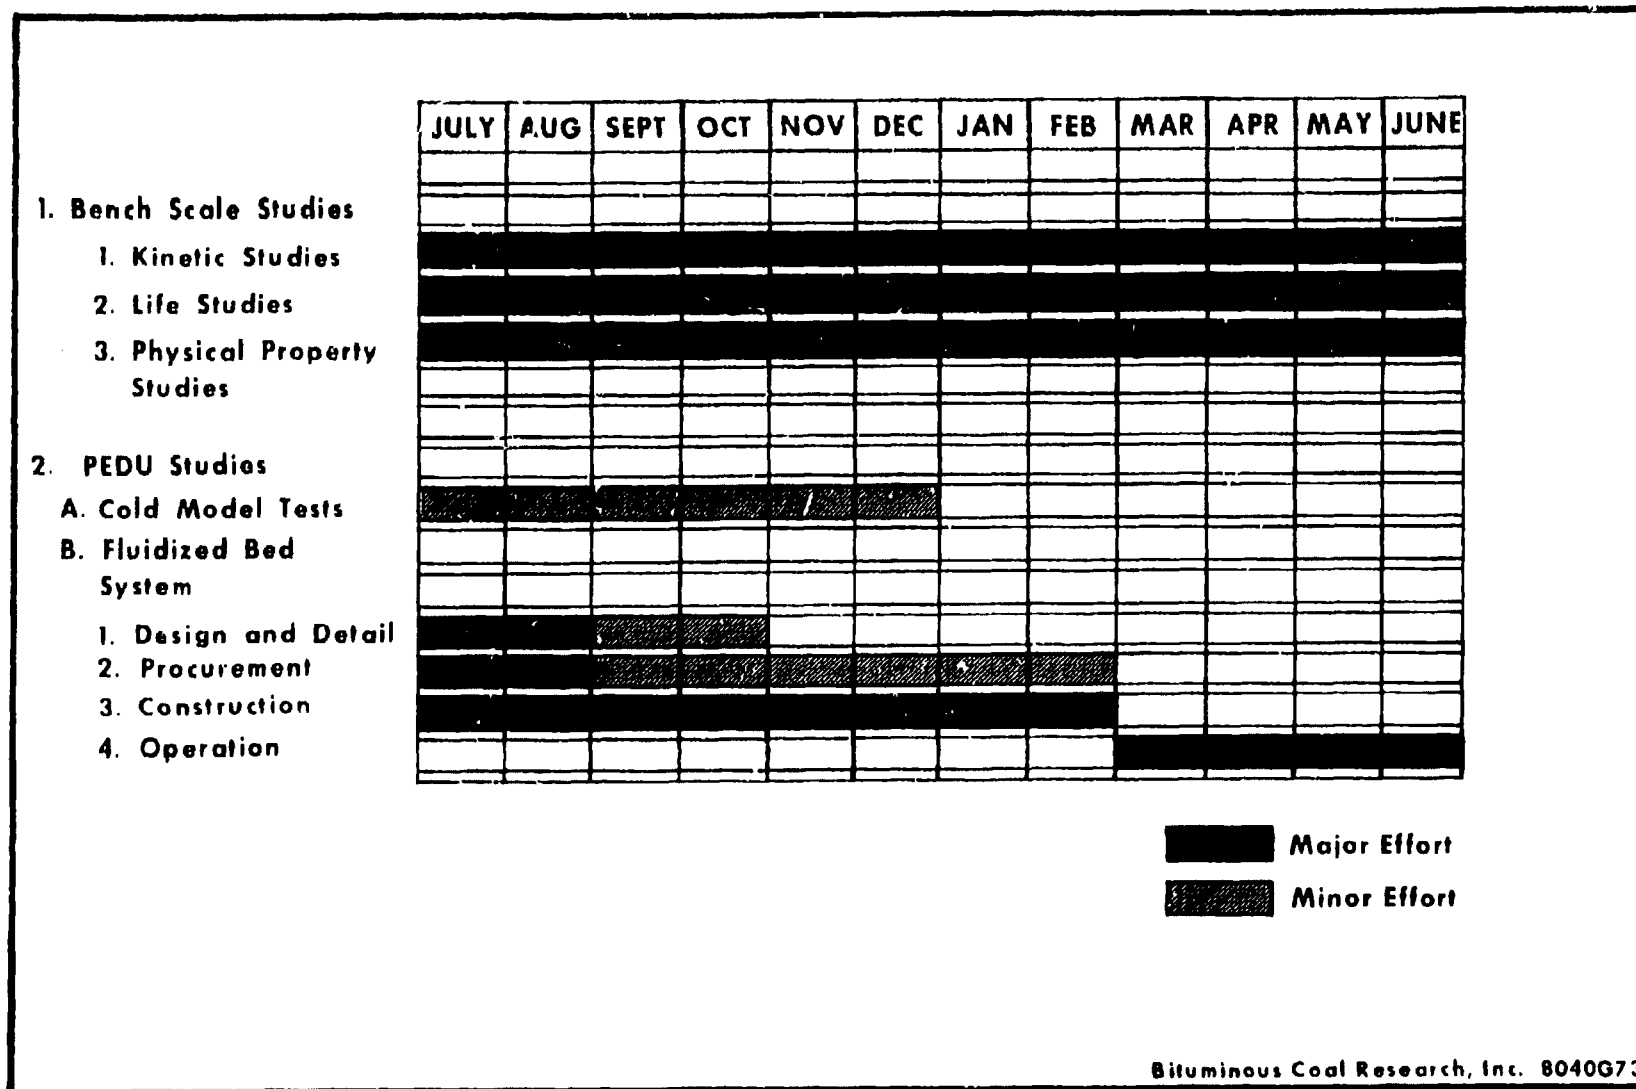 JULY AUG SEPT OCT NOV DEC JAN FEB MAR APR MAY JUNE
1. Bench Scale Studies
1. Kinetic Studies
2. Life Studies
3. Physical Property
Studies
2. PEDU Studies
A. Cold Model Tests
B. Fluidized Bed
System
1. Design and Detail
2. Procurement
3. Construction
4. Operation
Major Effort
Minor Effort
Bituminous Coal Research, Inc. 8040G73